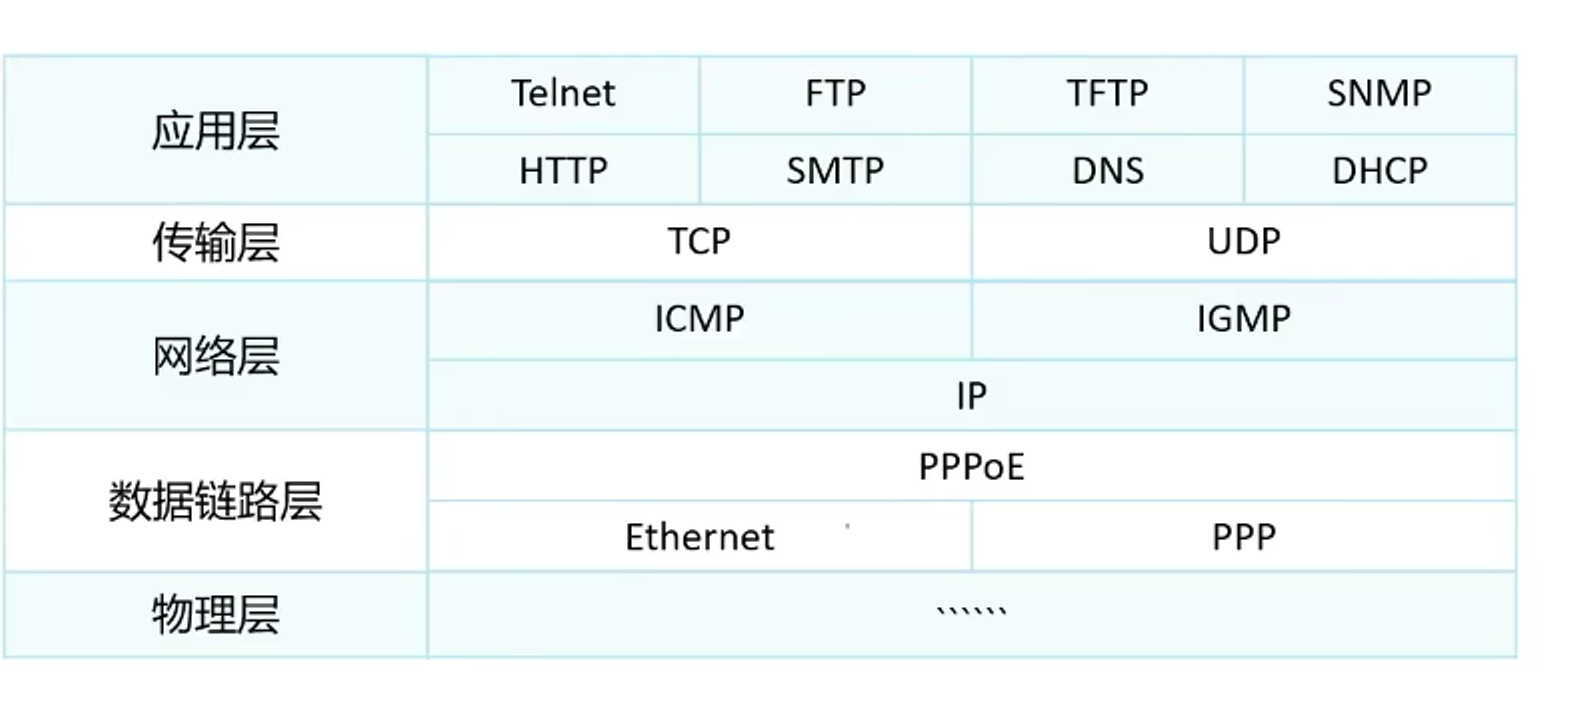 应用层
Telnet FTP TFTP SNMP
HTTP SMTP DNS DHCP
传输层
TCP UDP
网络层
ICMP IGMP
IP
数据链路层
PPPoE
Ethernet PPP
物理层
``````